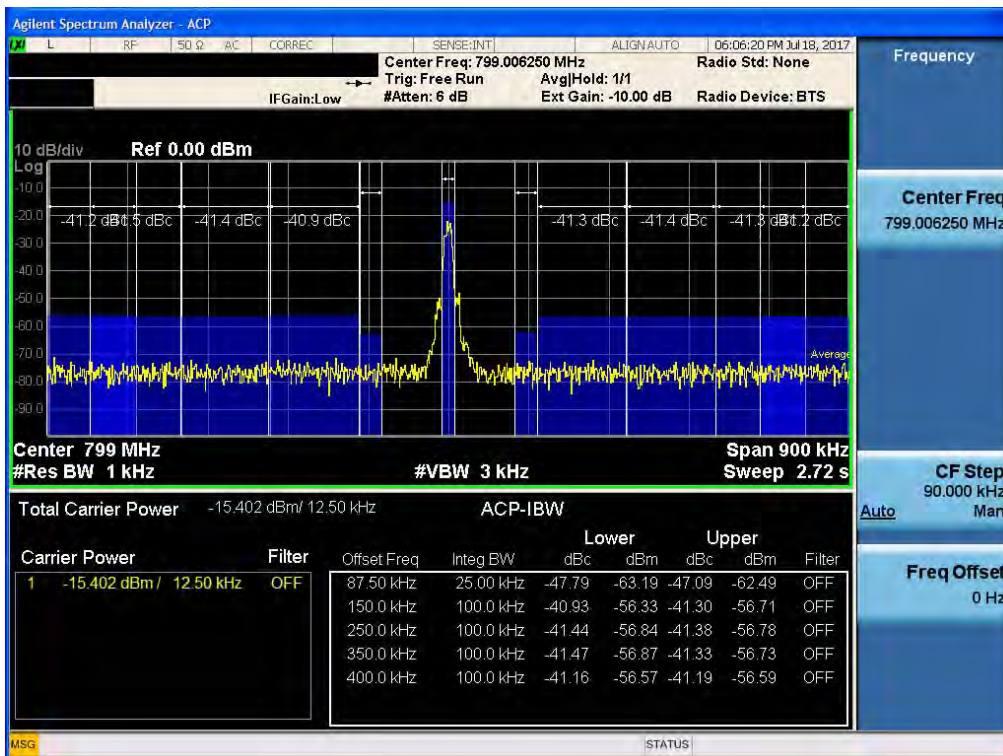 Agilent Spectrum Analyzer - ACP
LXI L RF 50 Ω AC CORREC SENSE:INT ALIGN AUTO 06:06:20 PM Jul 18, 2017
Center Freq: 799.006250 MHz Radio Std: None
Trig: Free Run Avg|Hold: 1/1
IFGain:Low #Atten: 6 dB Ext Gain: -10.00 dB Radio Device: BTS
10 dB/div Ref 0.00 dBm
Log
-10.0
-20.0
-30.0
-40.0
-50.0
-60.0
-70.0
-80.0
-90.0
-41.2 dBc -41.4 dBc -40.9 dBc -41.3 dBc -41.4 dBc -41.3 dBc
Average
Center 799 MHz Span 900 kHz
#Res BW 1 kHz #VBW 3 kHz Sweep 2.72 s
Total Carrier Power -15.402 dBm/ 12.50 kHz ACP-IBW
Lower Upper
Carrier Power Filter Offset Freq Integ BW dBc dBm dBc dBm Filter
1 -15.402 dBm / 12.50 kHz OFF 87.50 kHz 25.00 kHz -47.79 -63.19 -47.09 -62.49 OFF
150.0 kHz 100.0 kHz -40.93 -56.33 -41.30 -56.71 OFF
250.0 kHz 100.0 kHz -41.44 -56.84 -41.38 -56.78 OFF
350.0 kHz 100.0 kHz -41.47 -56.87 -41.33 -56.73 OFF
400.0 kHz 100.0 kHz -41.16 -56.57 -41.19 -56.59 OFF
MSG STATUS
Frequency
Center Freq
799.006250 MHz
CF Step
90.000 kHz
Auto Man
Freq Offset
0 Hz